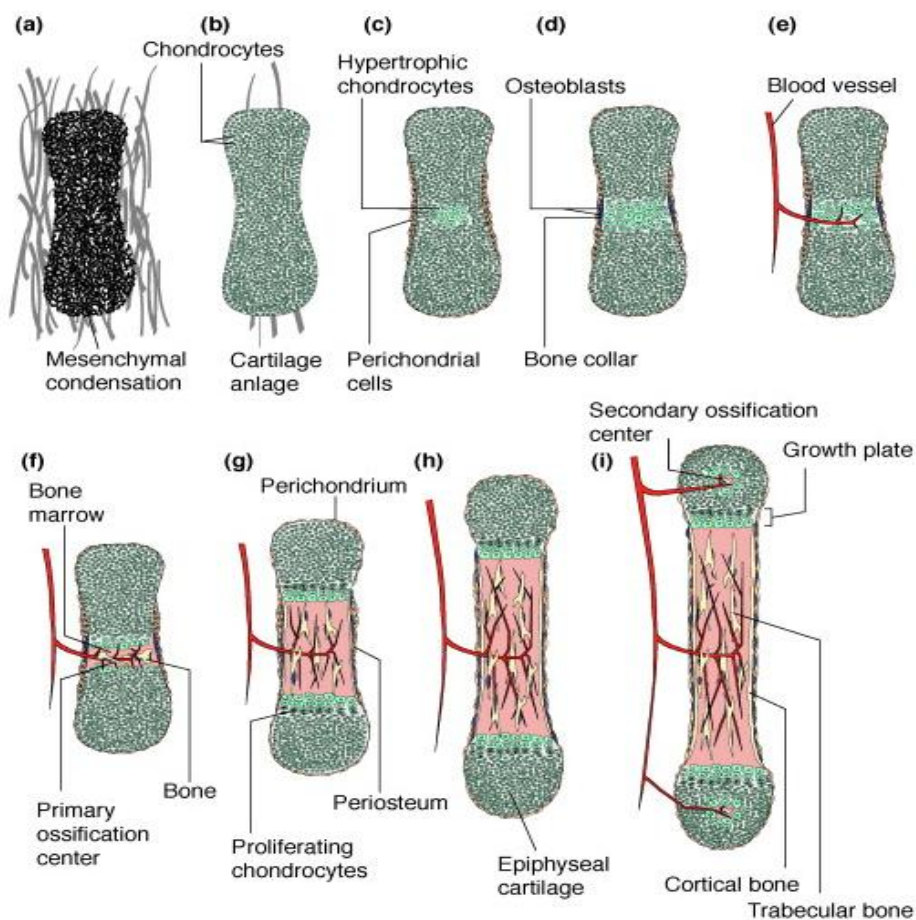 (a)
(b)
(c)
(d)
(e)
Chondrocytes
Hypertrophic
chondrocytes
Osteoblasts
Blood vessel
Mesenchymal
condensation
Cartilage
anlage
Perichondrial
cells
Bone collar
Secondary ossification
center
Growth plate
(f)
(g)
(h)
(i)
Bone
marrow
Perichondrium
Primary
ossification
center
Bone
Periosteum
Proliferating
chondrocytes
Epiphyseal
cartilage
Cortical bone
Trabecular bone